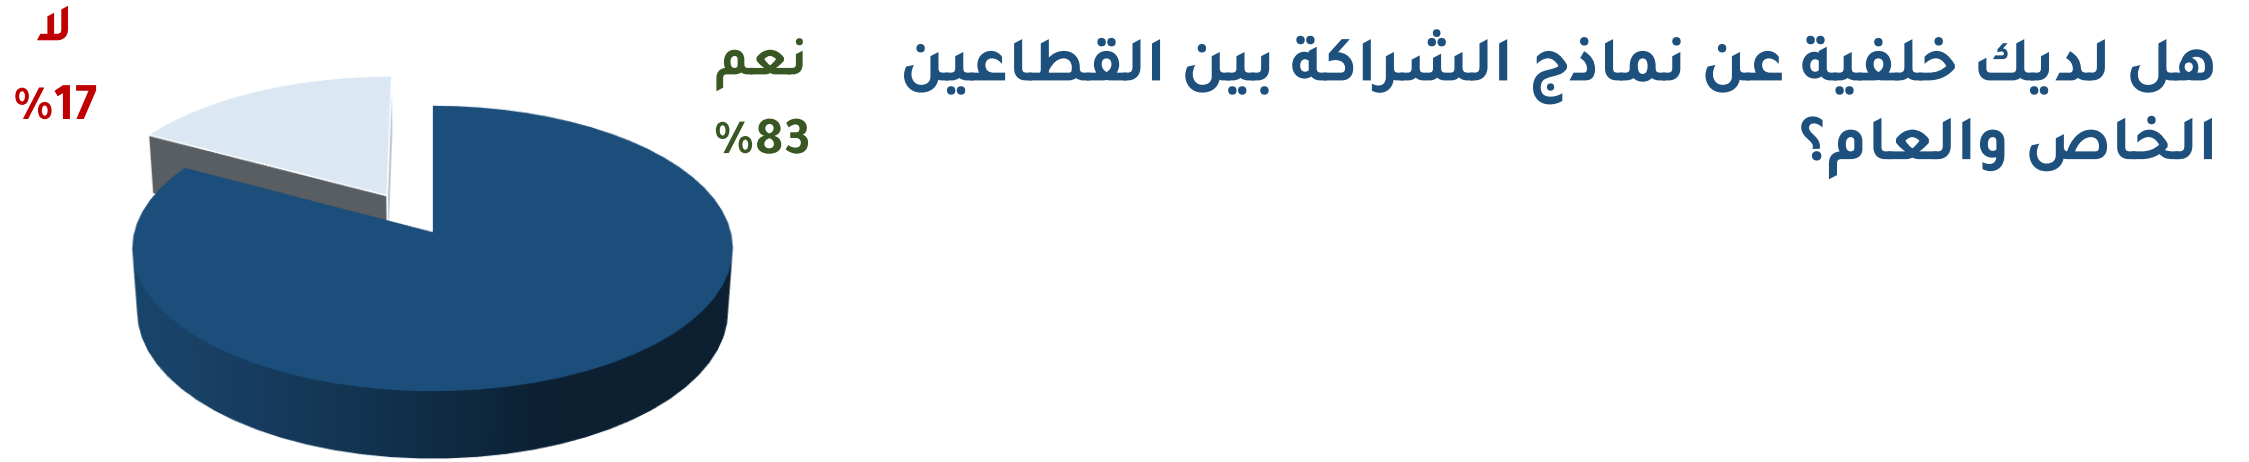 هل لديك خلفية عن نماذج الشراكة بين القطاعين
الخاص والعام؟
نعم
%83
لا
%17